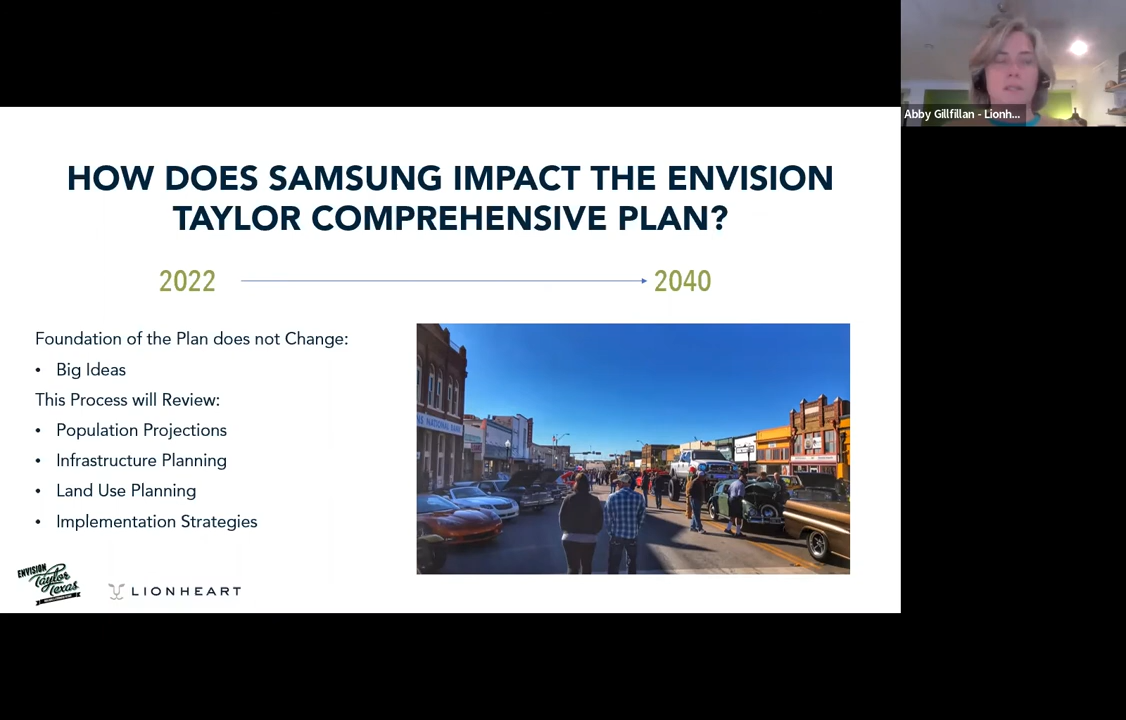 Abby Gillfillan - Lionh...
HOW DOES SAMSUNG IMPACT THE ENVISION
TAYLOR COMPREHENSIVE PLAN?
2022
2040
Foundation of the Plan does not Change:
• Big Ideas
This Process will Review:
• Population Projections
• Infrastructure Planning
• Land Use Planning
• Implementation Strategies
NATIONAL BANK
ENVISION
Taylor
Texas
LIONHEART